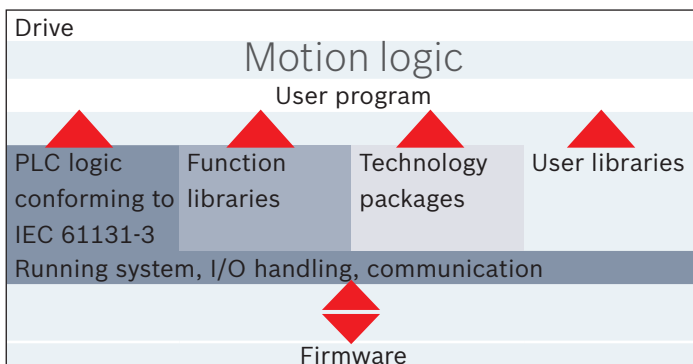 Drive
Motion logic
User program
PLC logic
conforming to
IEC 61131-3
Function
libraries
Technology
packages
User libraries
Running system, I/O handling, communication
Firmware